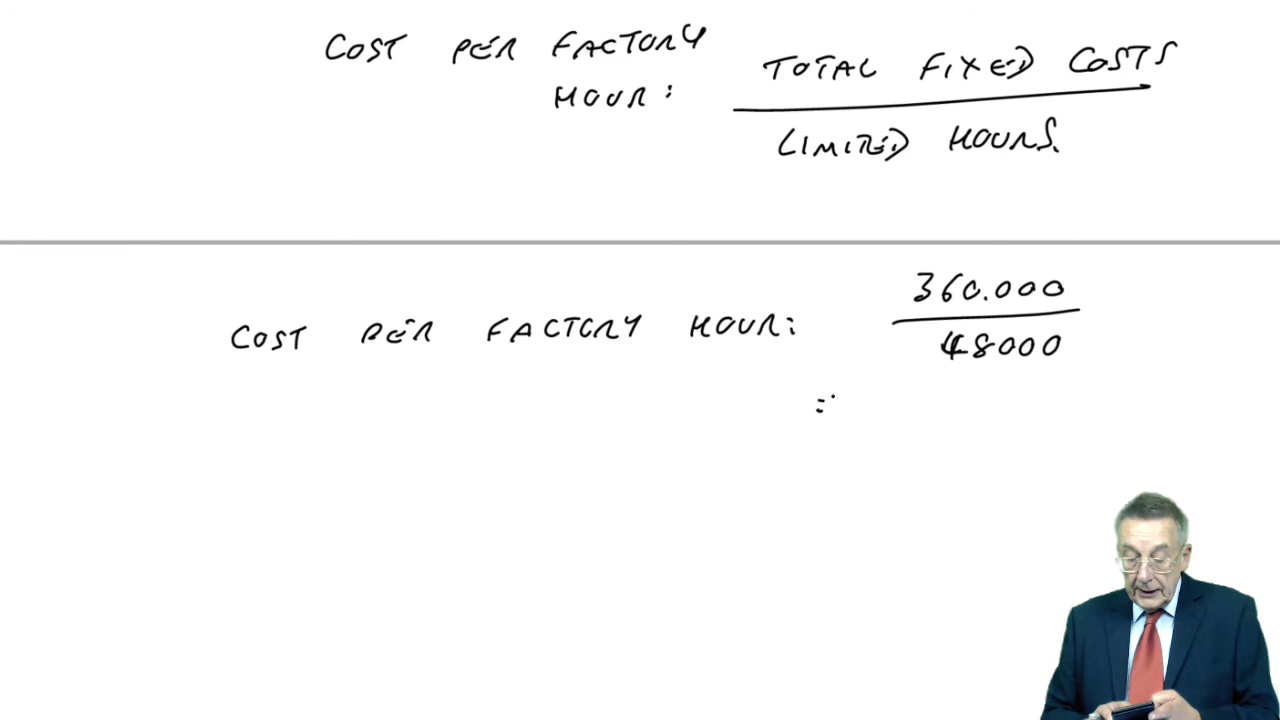 COST PER FACTORY TOTAL FIXED COSTS
HOUR: LIMITED HOURS.
360.000
COST PER FACTORY HOUR:
48000
=